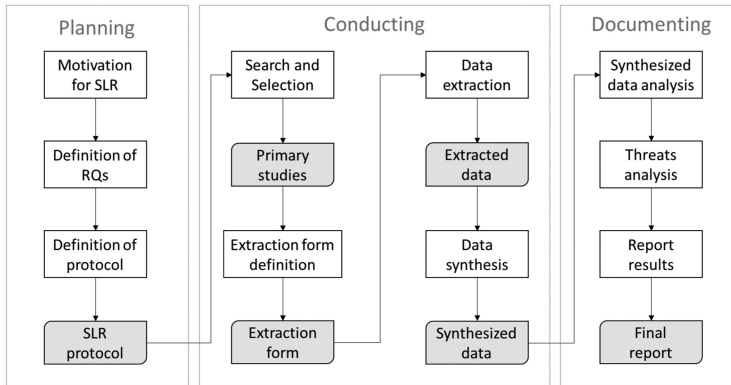 Planning
Motivation
for SLR
Definition of
RQs
Definition of
protocol
SLR
protocol
Conducting
Search and
Selection
Primary
studies
Extraction form
definition
Extraction
form
Data
extraction
Extracted
data
Data
synthesis
Synthesized
data
Documenting
Synthesized
data analysis
Threats
analysis
Report
results
Final
report